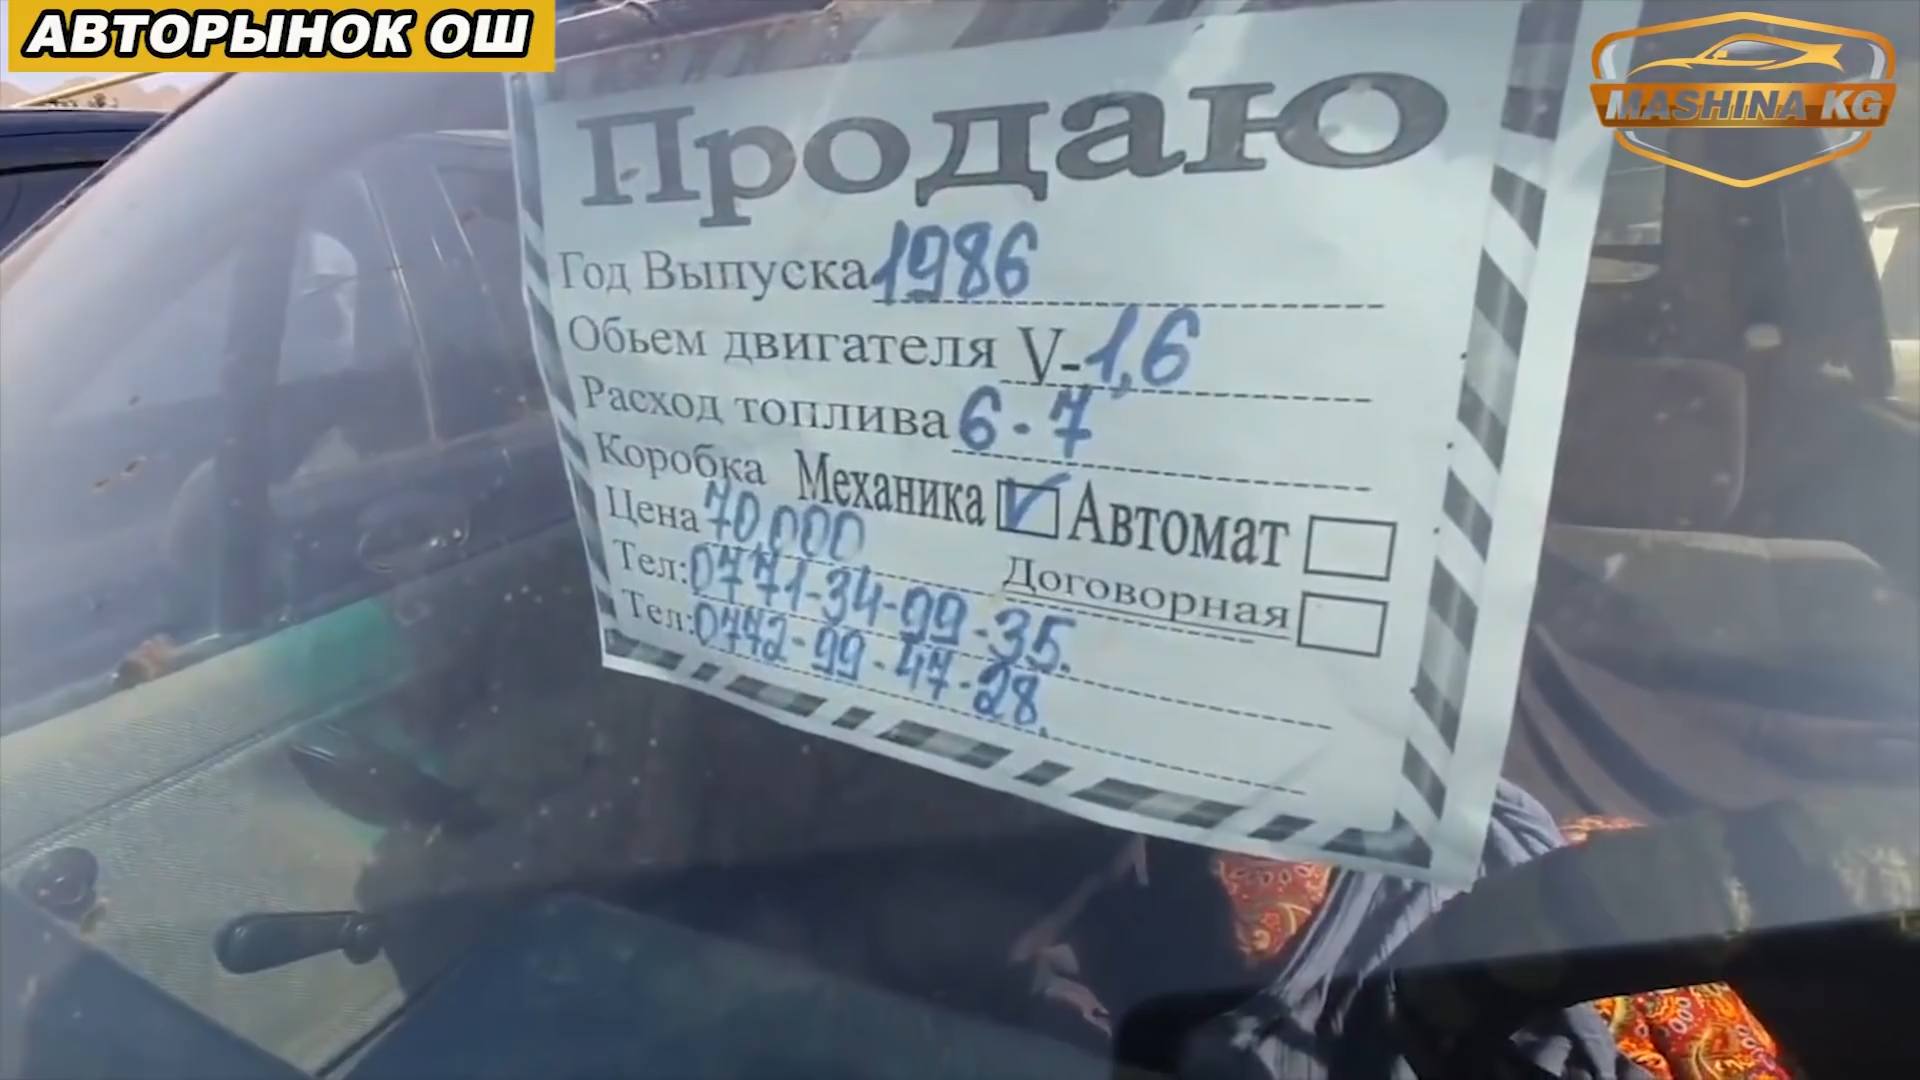 АВТОРЫНОК ОШ
MASHINA KG
Продаю
Год Выпуска 1986
Обьем двигателя V-1,6
Расход топлива 6-7
Коробка Механика Автомат
Цена 70.000 Договорная
Тел: 0771-34-99-35.
Тел: 0772-99-47-28.